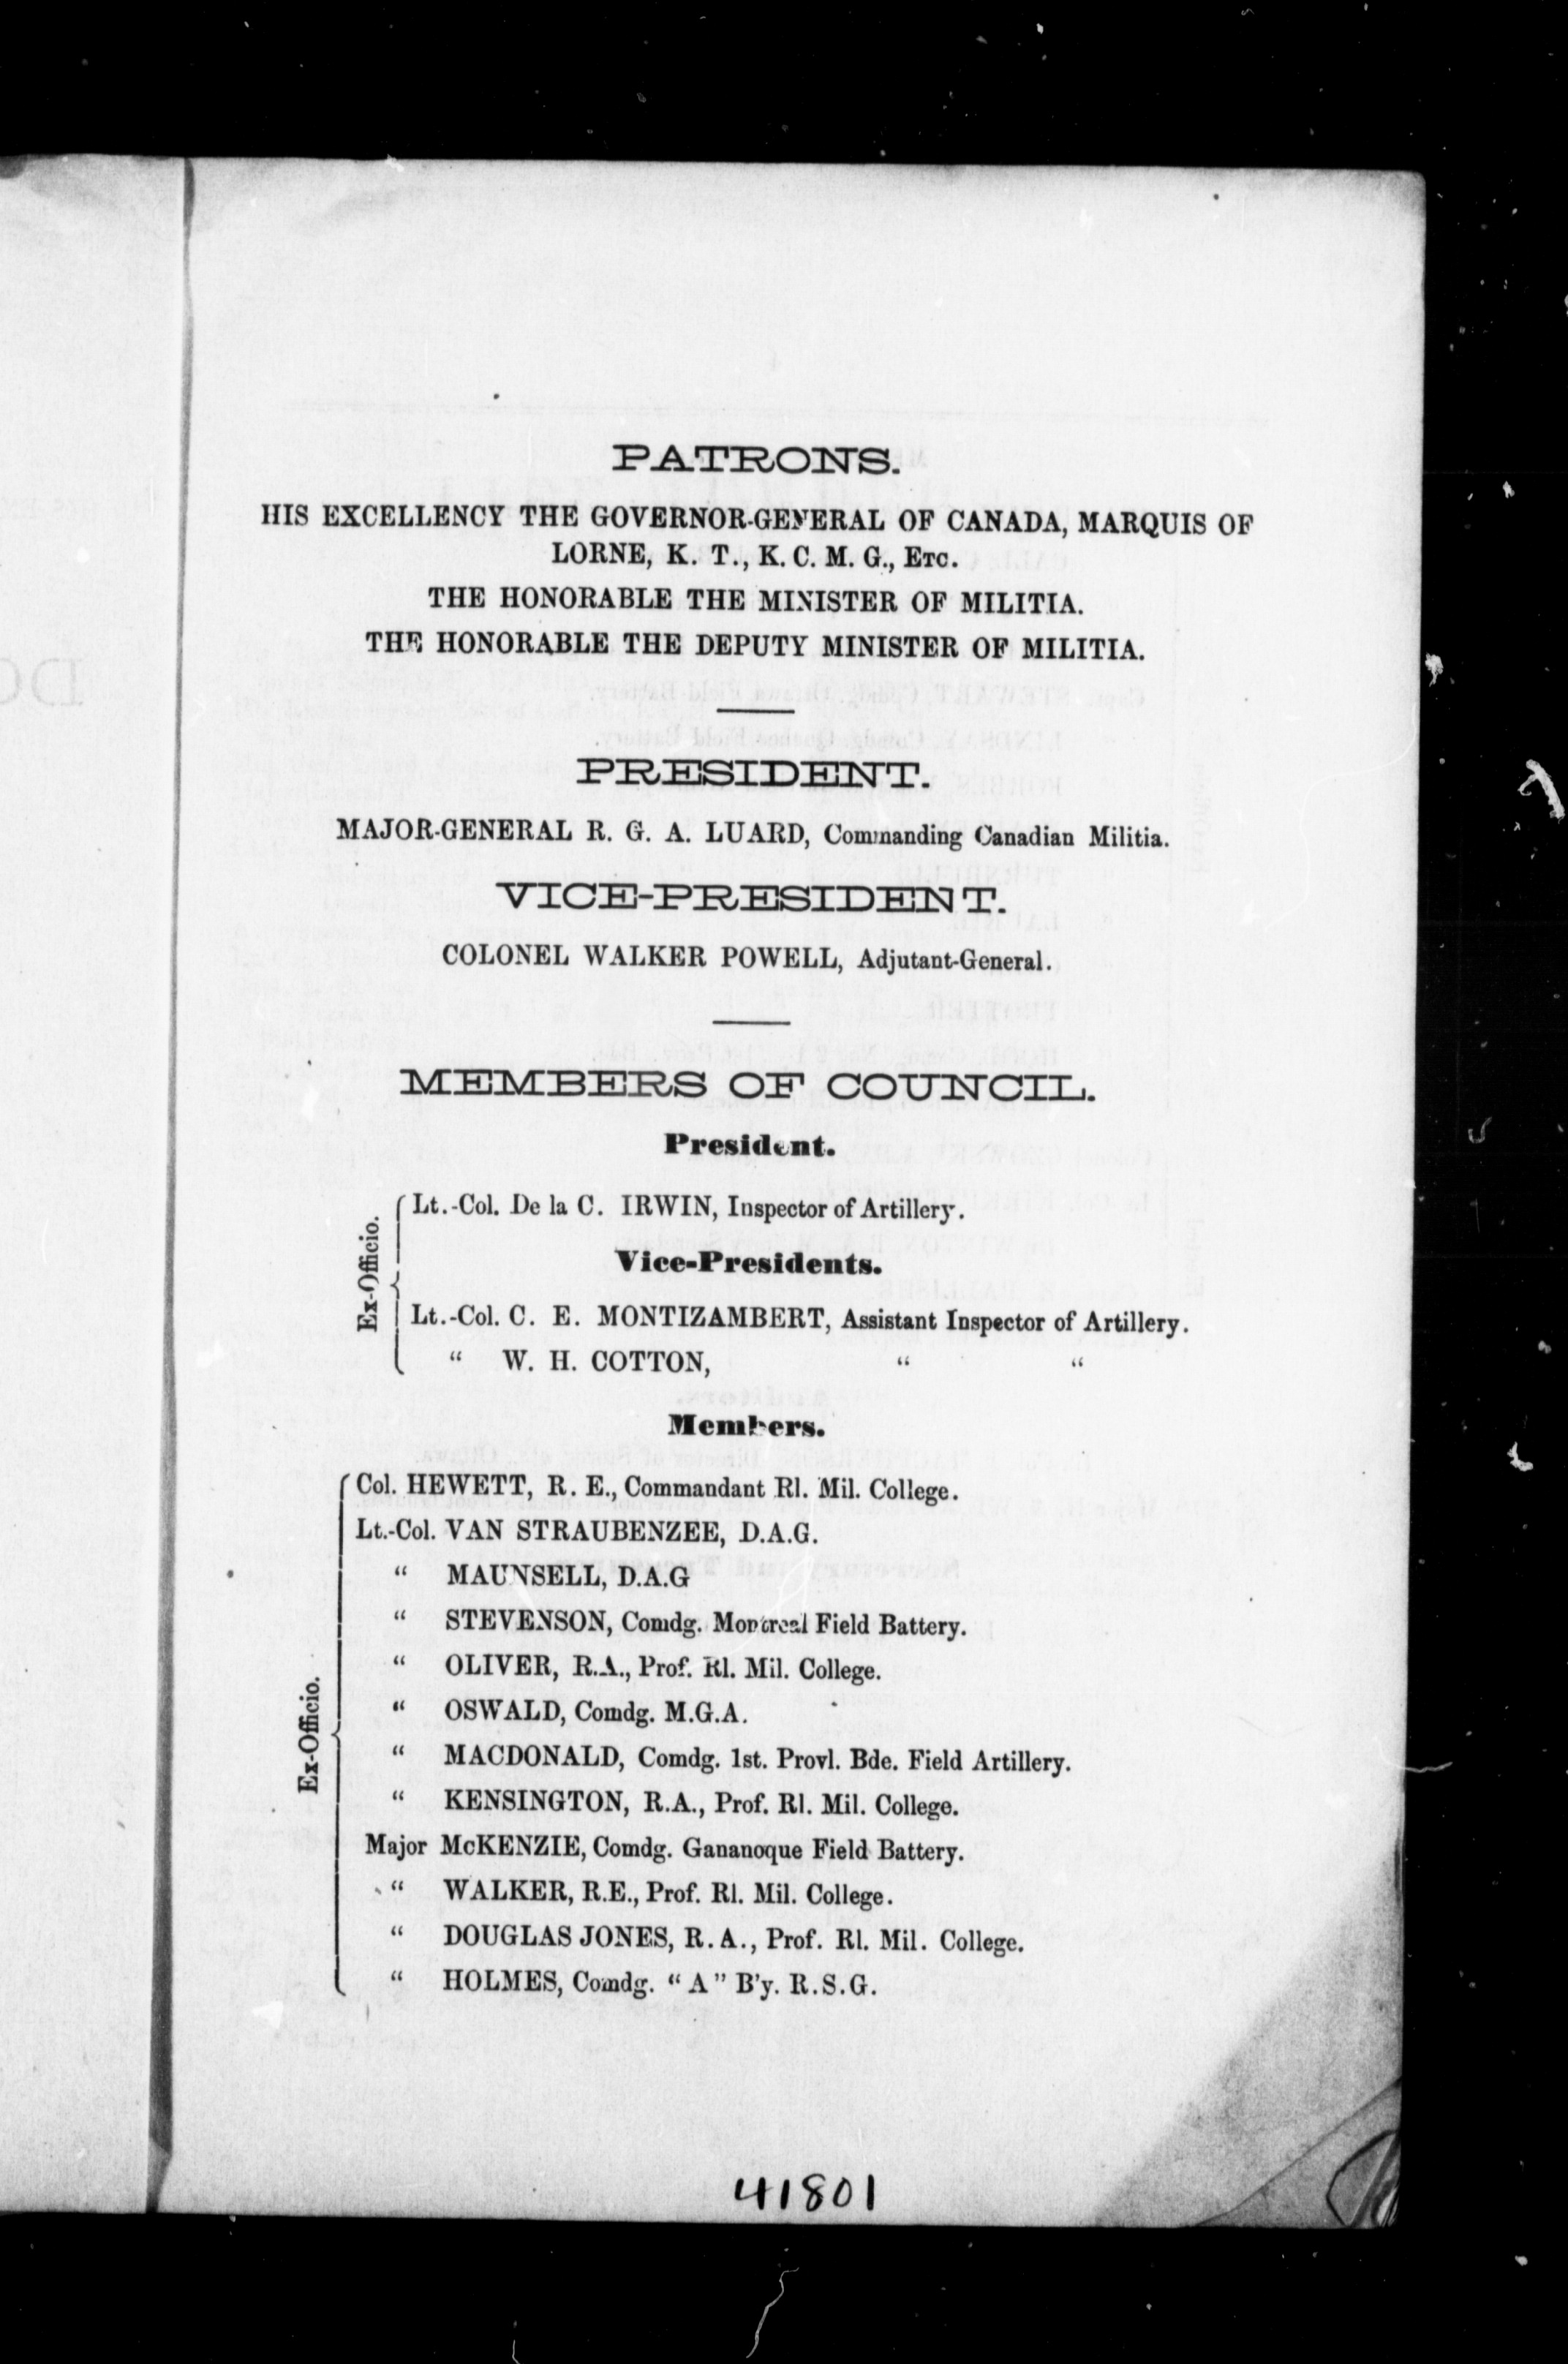 PATRONS.
HIS EXCELLENCY THE GOVERNOR-GENERAL OF CANADA, MARQUIS OF
LORNE, K. T., K. C. M. G., ETC.
THE HONORABLE THE MINISTER OF MILITIA.
THE HONORABLE THE DEPUTY MINISTER OF MILITIA.
PRESIDENT.
MAJOR-GENERAL R. G. A. LUARD, Commanding Canadian Militia.
VICE-PRESIDENT.
COLONEL WALKER POWELL, Adjutant-General.
MEMBERS OF COUNCIL.
President.
Ex-Officio.
Lt.-Col. De la C. IRWIN, Inspector of Artillery.
Vice-Presidents.
Lt.-Col. C. E. MONTIZAMBERT, Assistant Inspector of Artillery.
“ W. H. COTTON, “ “
Members.
Ex-Officio.
Col. HEWETT, R. E., Commandant Rl. Mil. College.
Lt.-Col. VAN STRAUBENZEE, D.A.G.
“ MAUNSELL, D.A.G
“ STEVENSON, Comdg. Montreal Field Battery.
“ OLIVER, R.A., Prof. Rl. Mil. College.
“ OSWALD, Comdg. M.G.A.
“ MACDONALD, Comdg. 1st. Provl. Bde. Field Artillery.
“ KENSINGTON, R.A., Prof. Rl. Mil. College.
Major McKENZIE, Comdg. Gananoque Field Battery.
“ WALKER, R.E., Prof. Rl. Mil. College.
“ DOUGLAS JONES, R.A., Prof. Rl. Mil. College.
“ HOLMES, Comdg. “A” B'y. R.S.G.
41801